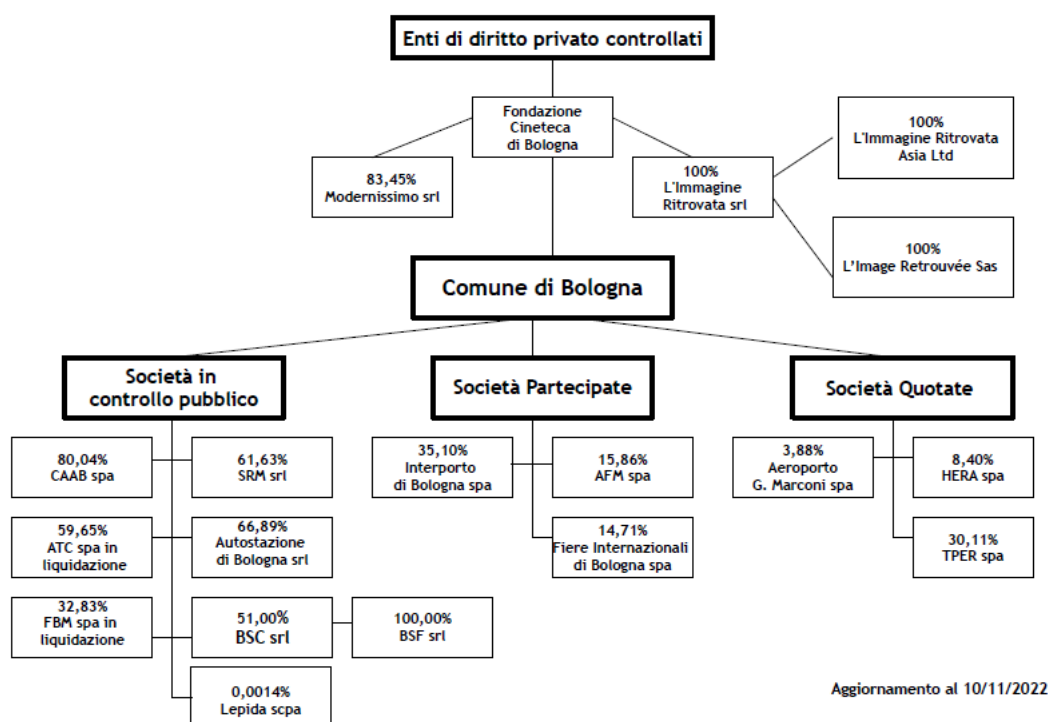 Enti di diritto privato controllati
Fondazione
Cineteca
di Bologna
83,45%
Modernissimo srl
100%
L'Immagine
Ritrovata srl
100%
L'Immagine Ritrovata
Asia Ltd
100%
L’Image Retrouvée Sas
Comune di Bologna
Società in
controllo pubblico
Società Partecipate
Società Quotate
80,04%
CAAB spa
61,63%
SRM srl
59,65%
ATC spa in
liquidazione
66,89%
Autostazione
di Bologna srl
32,83%
FBM spa in
liquidazione
51,00%
BSC srl
100,00%
BSF srl
0,0014%
Lepida scpa
35,10%
Interporto
di Bologna spa
15,86%
AFM spa
14,71%
Fiere Internazionali
di Bologna spa
3,88%
Aeroporto
G. Marconi spa
8,40%
HERA spa
30,11%
TPER spa
Aggiornamento al 10/11/2022